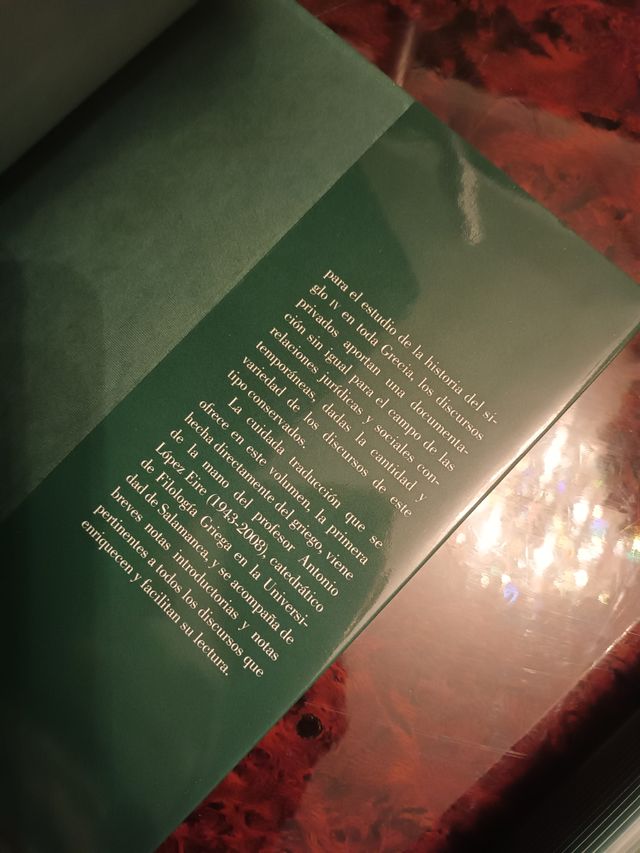 para el estudio de la historia del si-
glo IV en toda Grecia, los discursos
privados aportan una documenta-
ción sin igual para el campo de las
relaciones jurídicas y sociales con-
temporáneas, dadas la cantidad y
variedad de los discursos de este
tipo conservados.
La cuidada traducción que se
ofrece en este volumen, la primera
hecha directamente del griego, viene
de la mano del profesor Antonio
López Eire (1943-2008), catedrático
de Filología Griega en la Universi-
dad de Salamanca, y se acompaña de
breves notas introductorias y notas
pertinentes a todos los discursos que
enriquecen y facilitan su lectura.